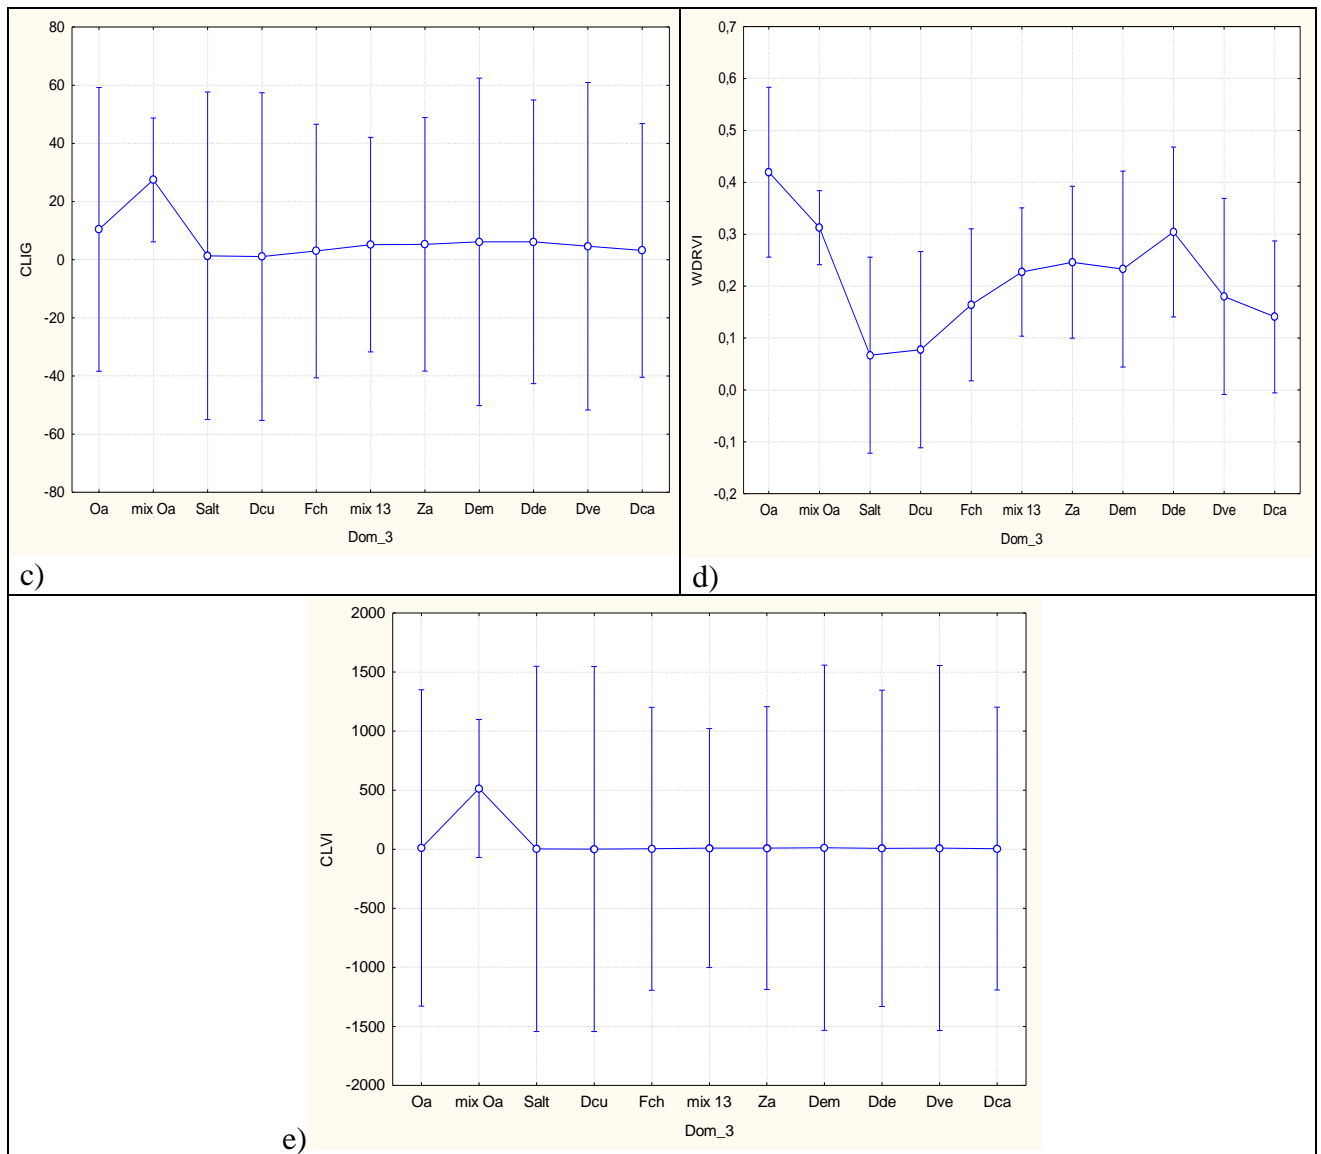 80
60
40
20
0
-20
-40
-60
-80
CLIG
Oa mix Oa Salt Dcu Fch mix 13 Za Dem Dde Dve Dca
Dom_3
c)
0,7
0,6
0,5
0,4
0,3
0,2
0,1
0,0
-0,1
-0,2
WDRVI
Oa mix Oa Salt Dcu Fch mix 13 Za Dem Dde Dve Dca
Dom_3
d)
2000
1500
1000
500
0
-500
-1000
-1500
-2000
CLVI
Oa mix Oa Salt Dcu Fch mix 13 Za Dem Dde Dve Dca
Dom_3
e)